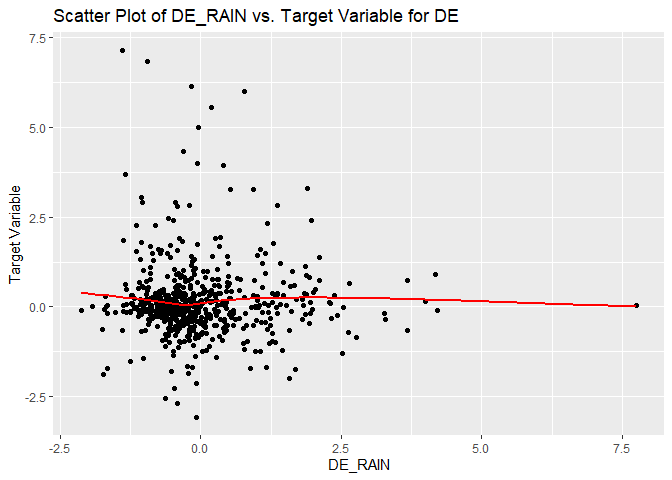 Scatter Plot of DE_RAIN vs. Target Variable for DE
7.5
5.0
2.5
0.0
-2.5
Target Variable
-2.5 0.0 2.5 5.0 7.5
DE_RAIN